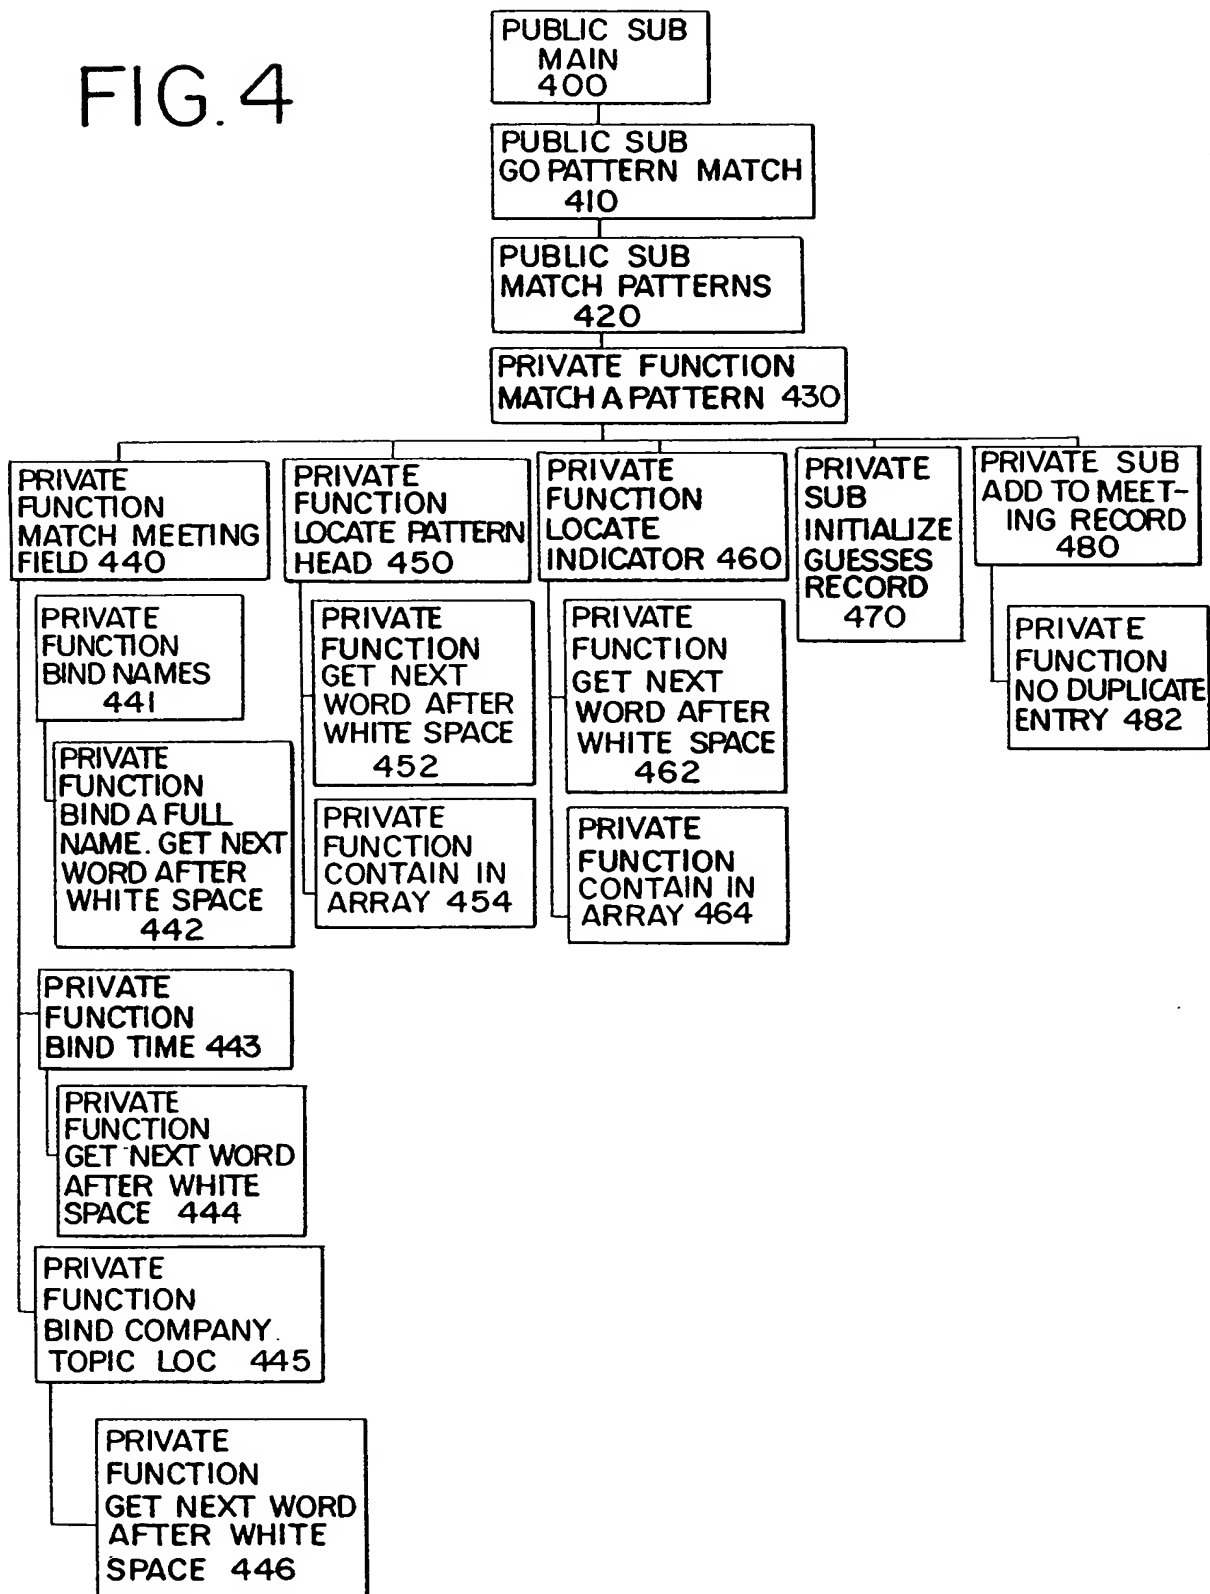 FIG. 4
PUBLIC SUB
MAIN
400
PUBLIC SUB
GO PATTERN MATCH
410
PUBLIC SUB
MATCH PATTERNS
420
PRIVATE FUNCTION
MATCH A PATTERN 430
PRIVATE
FUNCTION
MATCH MEETING
FIELD 440
PRIVATE
FUNCTION
BIND NAMES
441
PRIVATE
FUNCTION
BIND A FULL
NAME. GET NEXT
WORD AFTER
WHITE SPACE
442
PRIVATE
FUNCTION
BIND TIME 443
PRIVATE
FUNCTION
GET NEXT WORD
AFTER WHITE
SPACE 444
PRIVATE
FUNCTION
BIND COMPANY.
TOPIC LOC 445
PRIVATE
FUNCTION
GET NEXT WORD
AFTER WHITE
SPACE 446
PRIVATE
FUNCTION
LOCATE PATTERN
HEAD 450
PRIVATE
FUNCTION
GET NEXT
WORD AFTER
WHITE SPACE
452
PRIVATE
FUNCTION
CONTAIN IN
ARRAY 454
PRIVATE
FUNCTION
LOCATE
INDICATOR 460
PRIVATE
FUNCTION
GET NEXT
WORD AFTER
WHITE SPACE
462
PRIVATE
FUNCTION
CONTAIN IN
ARRAY 464
PRIVATE
SUB
INITIALIZE
GUESSES
RECORD
470
PRIVATE SUB
ADD TO MEET-
ING RECORD
480
PRIVATE
FUNCTION
NO DUPLICATE
ENTRY 482